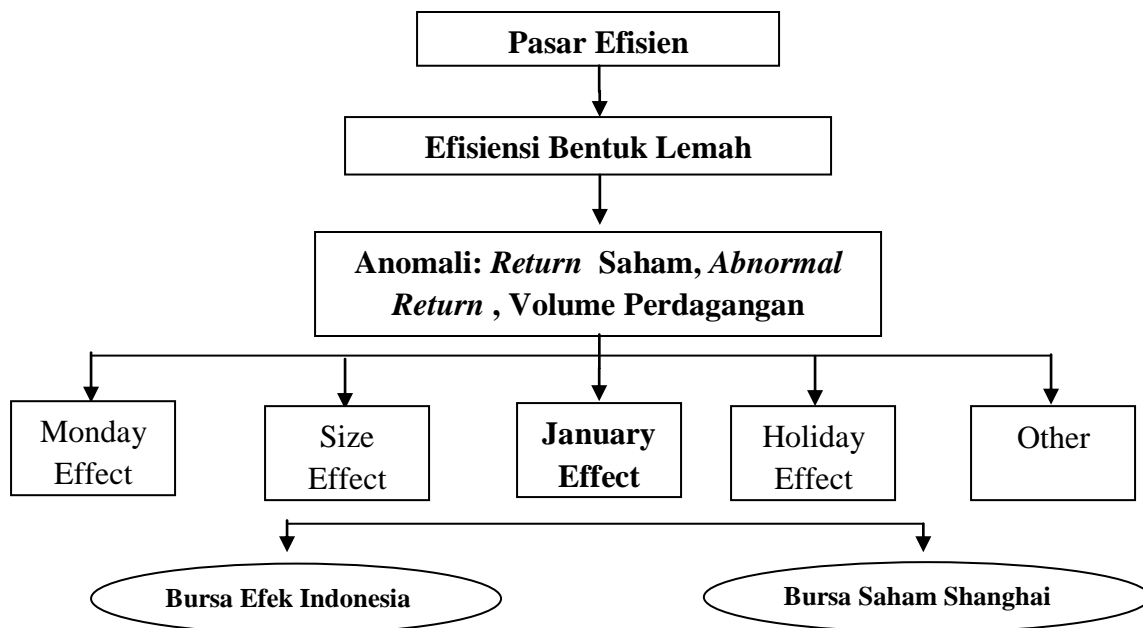 Pasar Efisien
Efisiensi Bentuk Lemah
Anomali: Return Saham, Abnormal
Return , Volume Perdagangan
Monday
Effect
Size
Effect
January
Effect
Holiday
Effect
Other
Bursa Efek Indonesia
Bursa Saham Shanghai